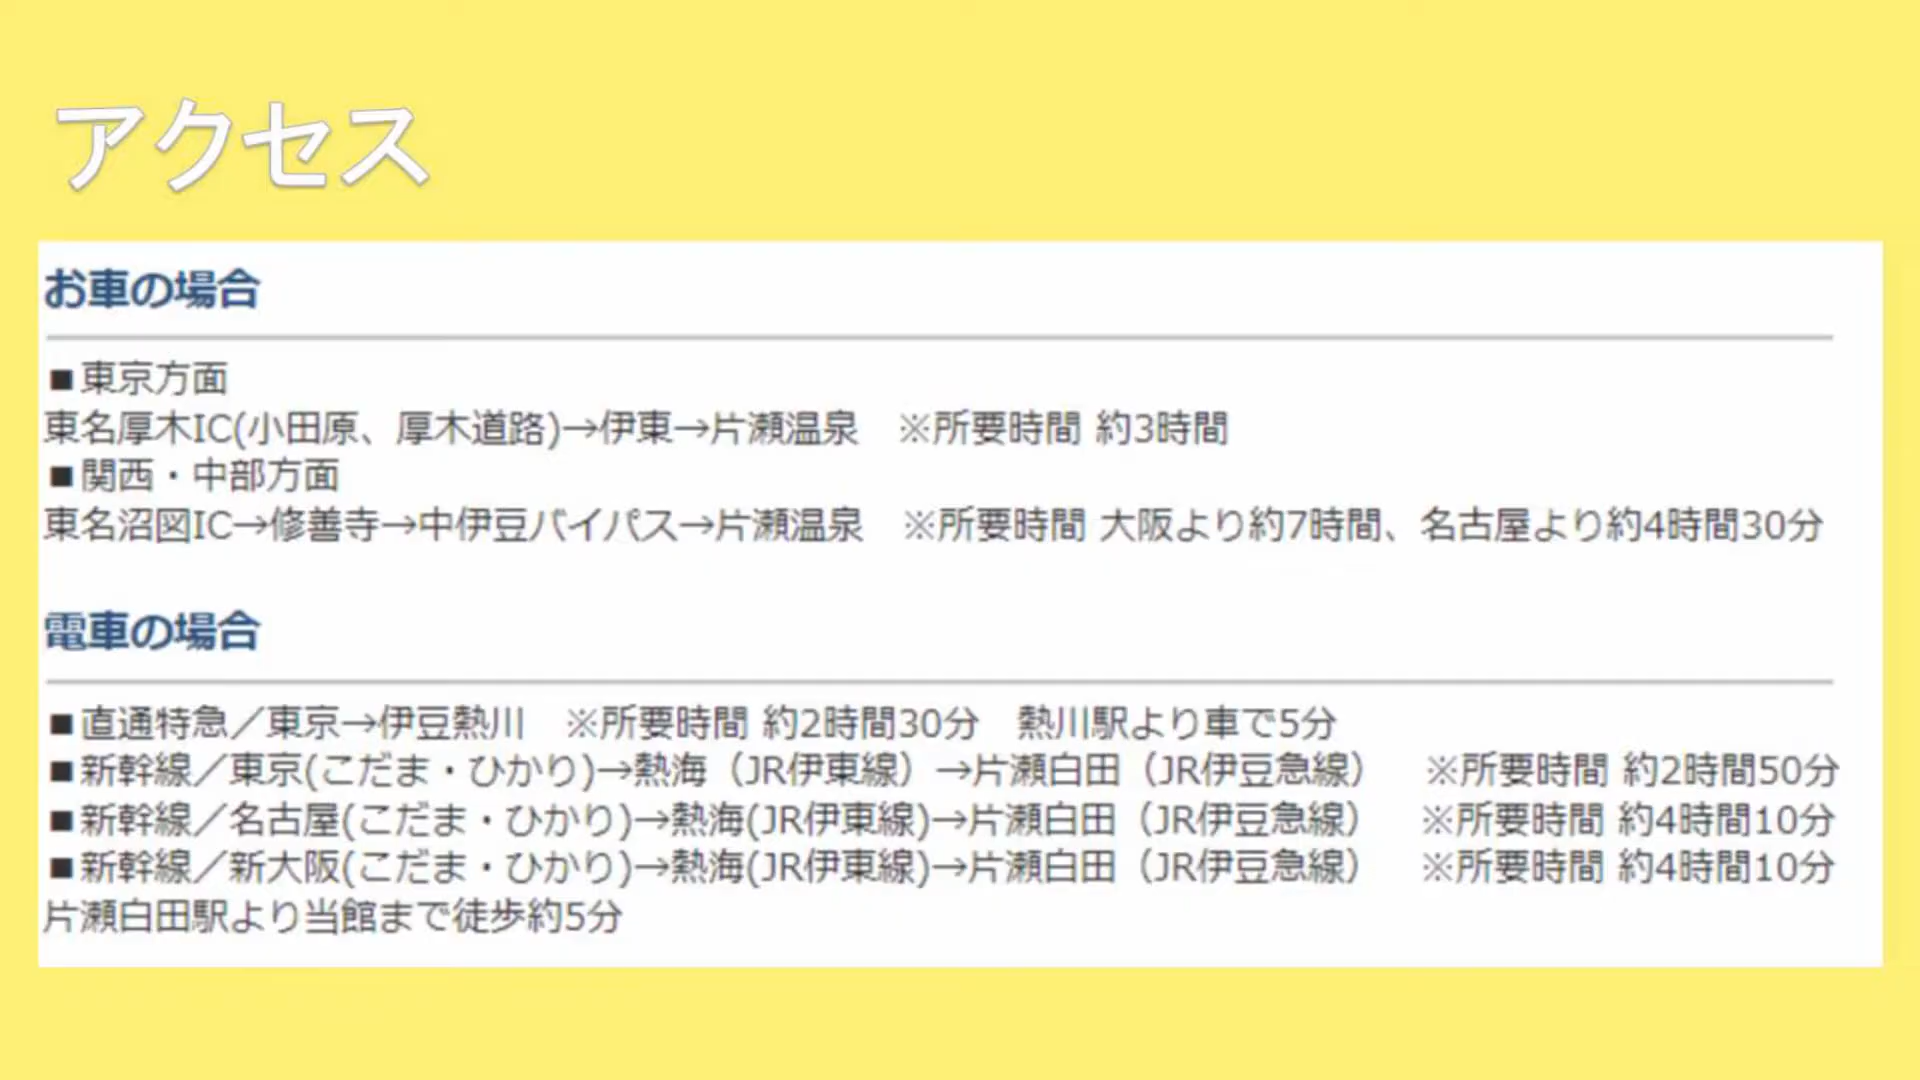 アクセス
お車の場合
■東京方面
東名厚木IC(小田原、厚木道路)→伊東→片瀬温泉　※所要時間 約3時間
■関西・中部方面
東名沼図IC→修善寺→中伊豆バイパス→片瀬温泉　※所要時間 大阪より約7時間、名古屋より約4時間30分
電車の場合
■直通特急／東京→伊豆熱川　※所要時間 約2時間30分　熱川駅より車で5分
■新幹線／東京(こだま・ひかり)→熱海（JR伊東線）→片瀬白田（JR伊豆急線）　※所要時間 約2時間50分
■新幹線／名古屋(こだま・ひかり)→熱海(JR伊東線)→片瀬白田（JR伊豆急線）　※所要時間 約4時間10分
■新幹線／新大阪(こだま・ひかり)→熱海(JR伊東線)→片瀬白田（JR伊豆急線）　※所要時間 約4時間10分
片瀬白田駅より当館まで徒歩約5分